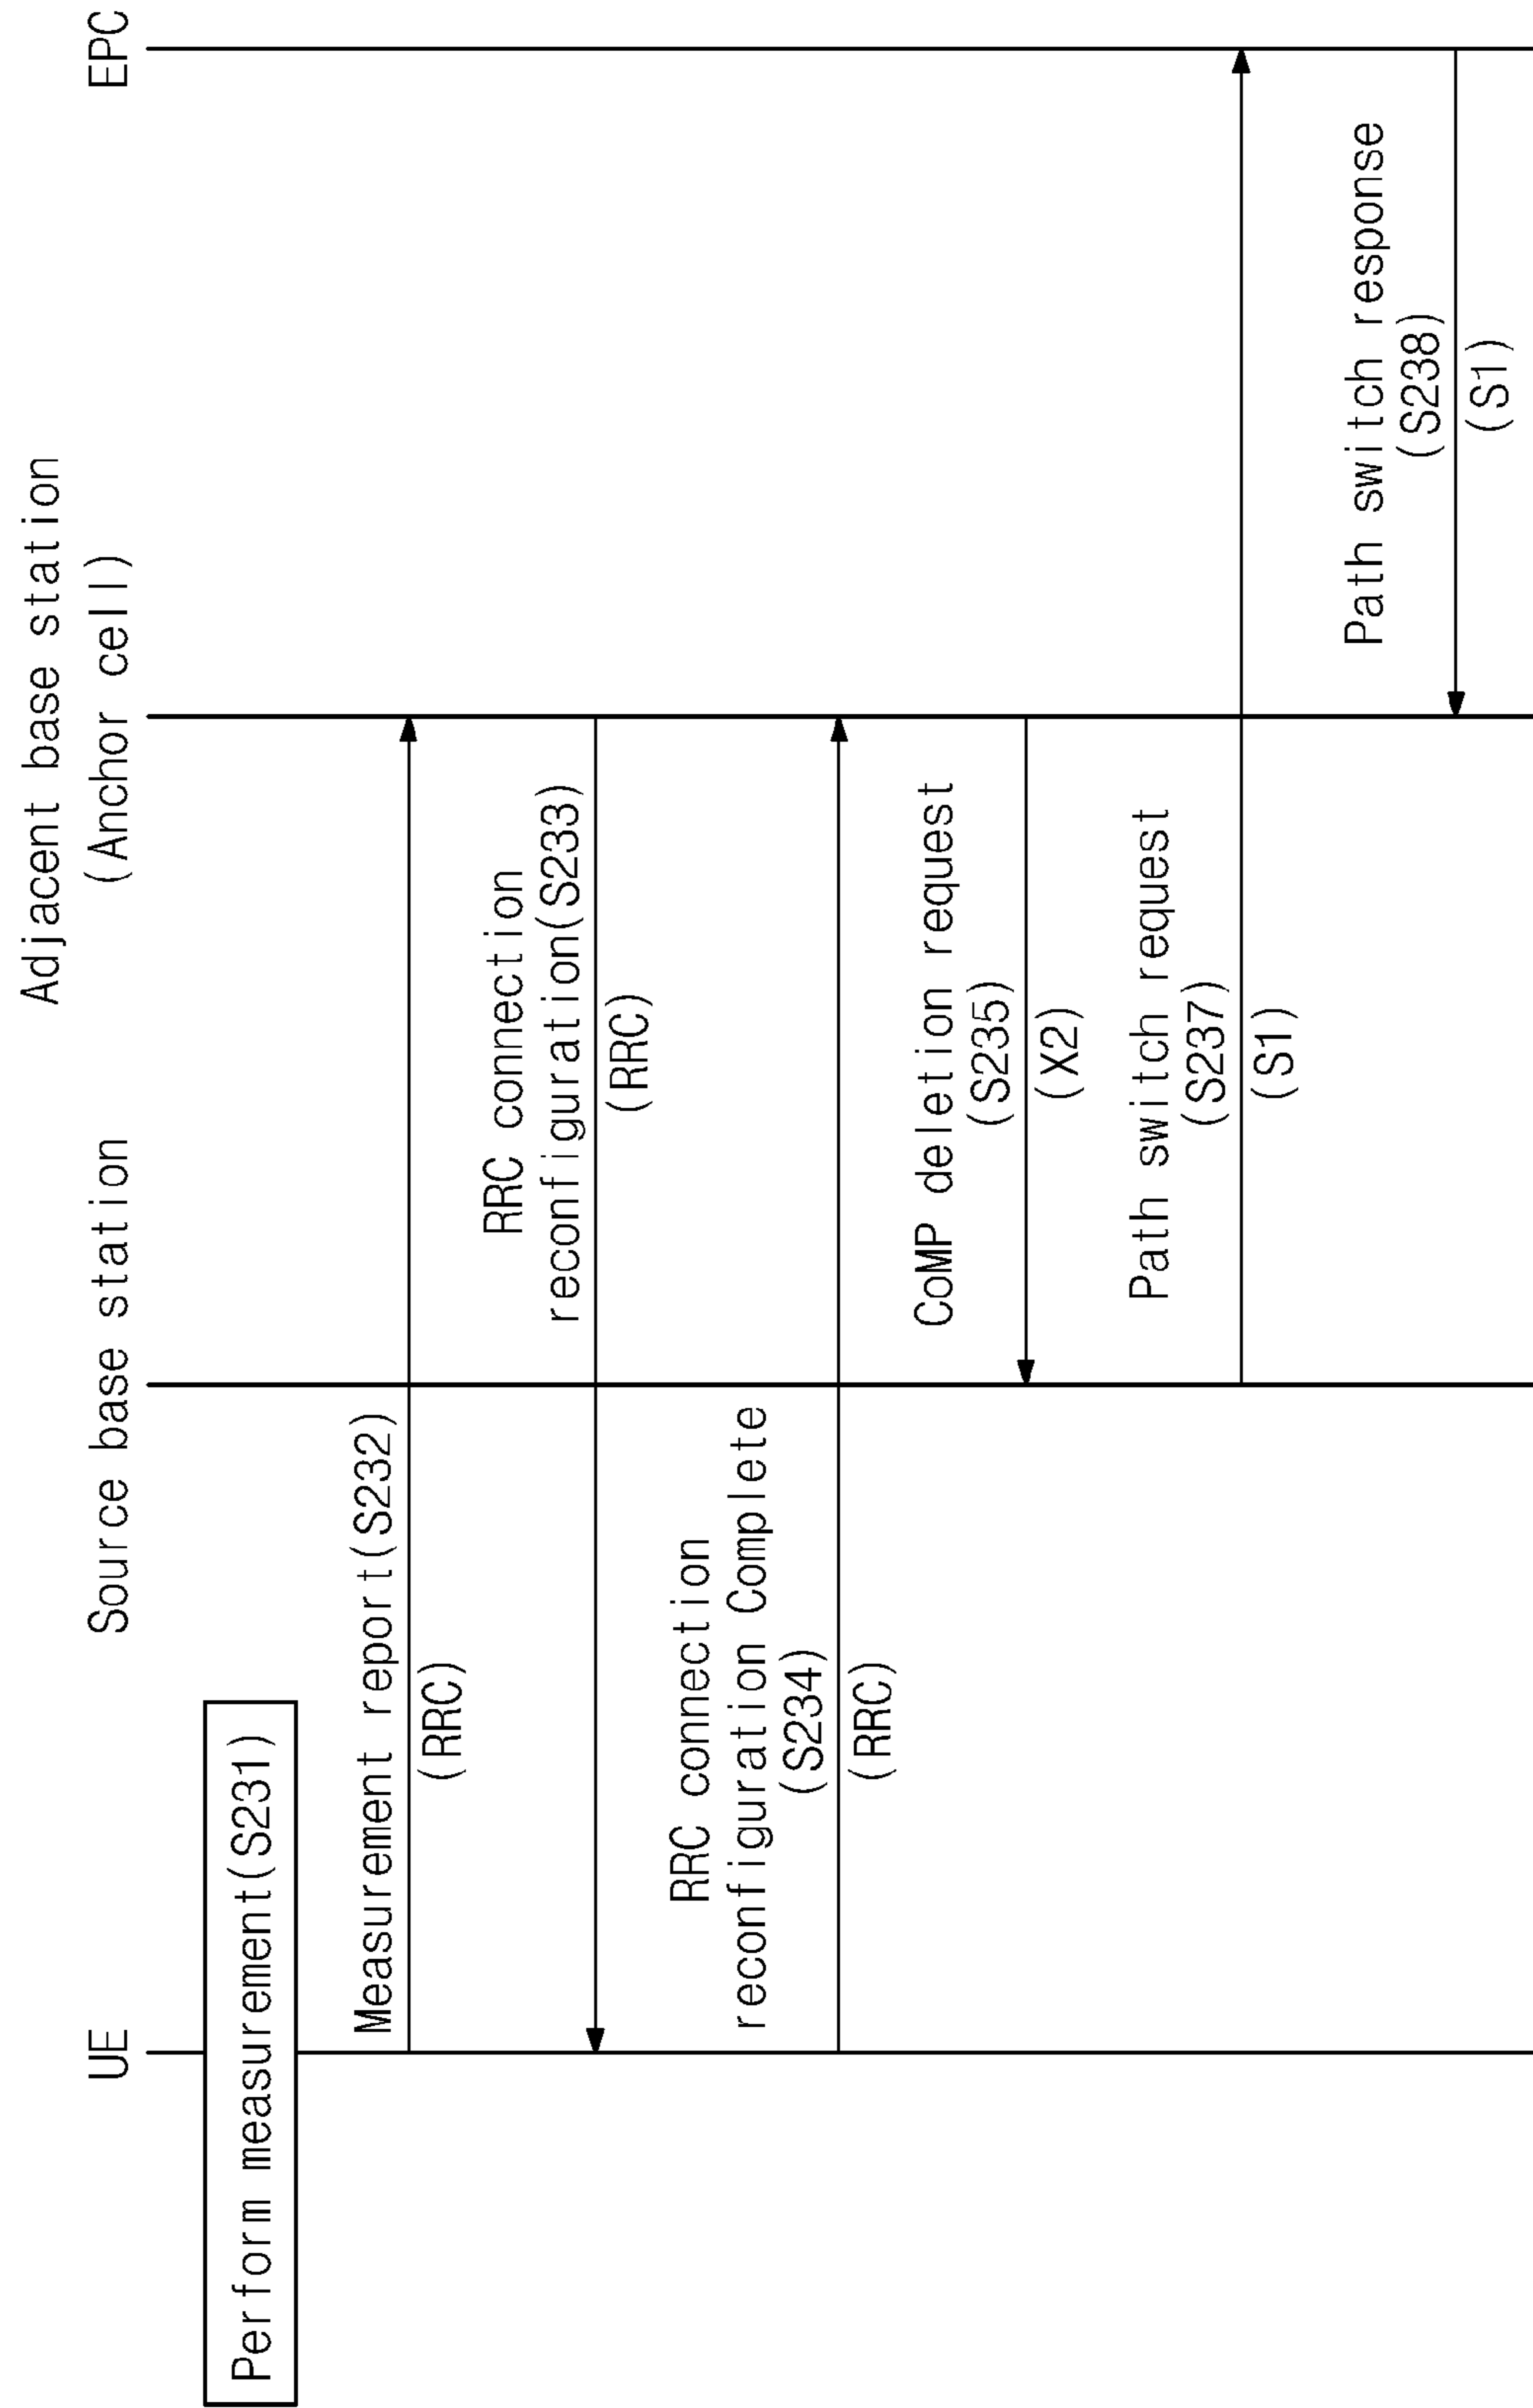 UE
Source base station
Adjacent base station
(Anchor cell)
EPC
Perform measurement(S231)
Measurement report(S232)
(RRC)
RRC connection
reconfiguration(S233)
(RRC)
RRC connection
reconfiguration Complete
(S234)
(RRC)
CoMP deletion request
(S235)
(X2)
Path switch request
(S237)
(S1)
Path switch response
(S238)
(S1)